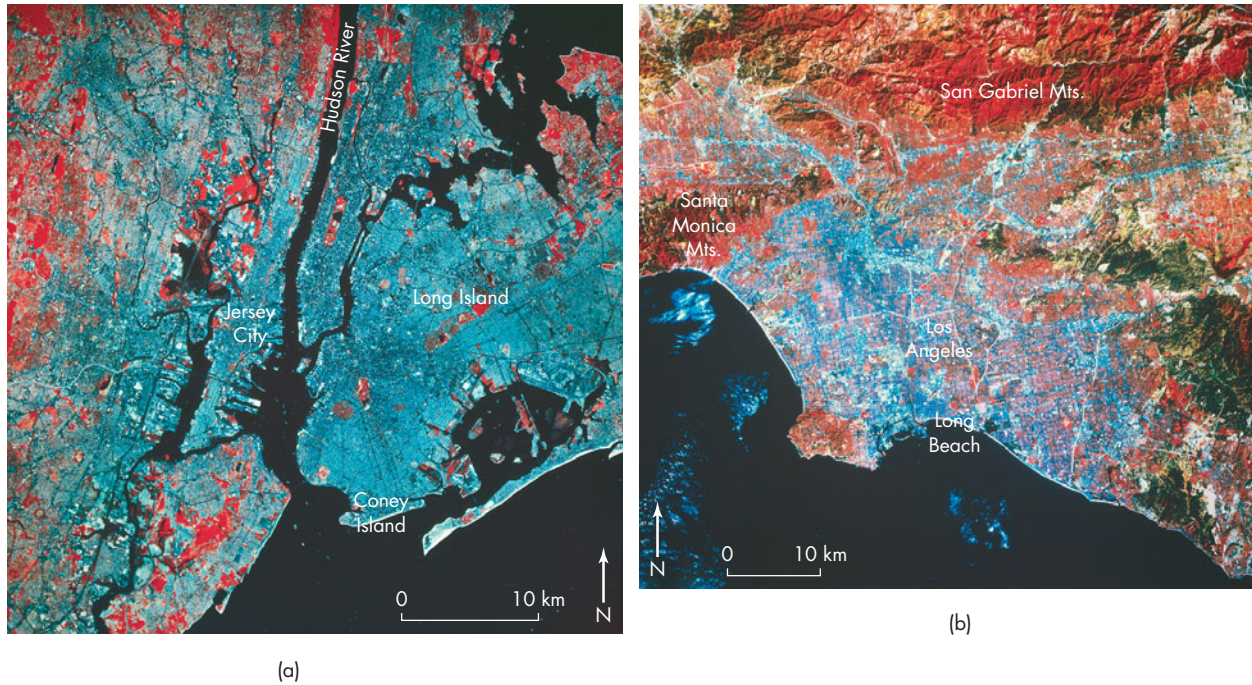 Hudson River
Jersey
City
Long Island
Coney
Island
0 10 km
N
(a)
San Gabriel Mts.
Santa
Monica
Mts.
Los
Angeles
Long
Beach
0 10 km
N
(b)